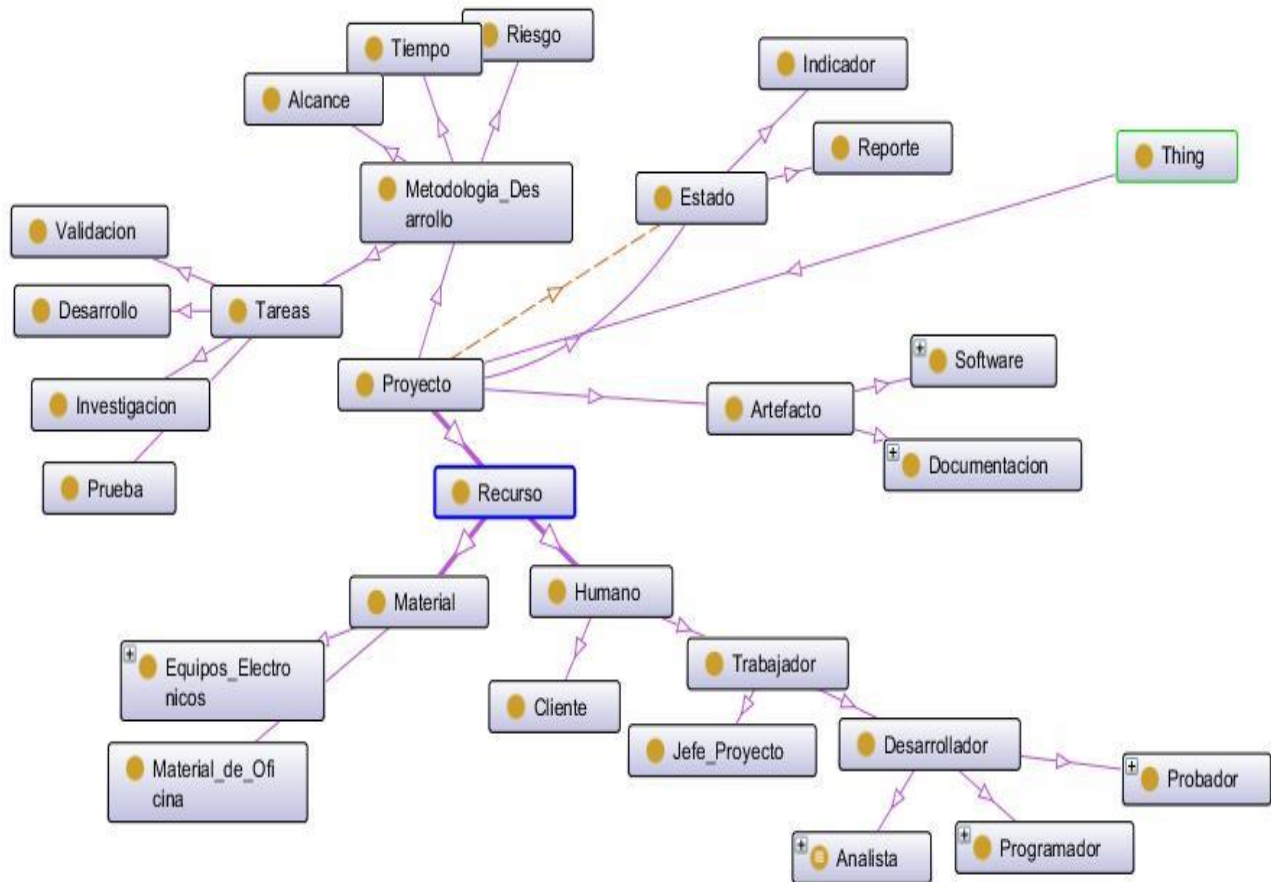 Riesgo
Tiempo
Indicador
Alcance
Reporte
Thing
Metodologia_Des
arrollo
Estado
Validacion
Desarrollo
Tareas
Software
Proyecto
Investigacion
Artefacto
Documentacion
Prueba
Recurso
Humano
Material
Trabajador
Equipos_Electro
nicos
Cliente
Desarrollador
Jefe_Proyecto
Material_de_Ofi
cina
Probador
Programador
Analista